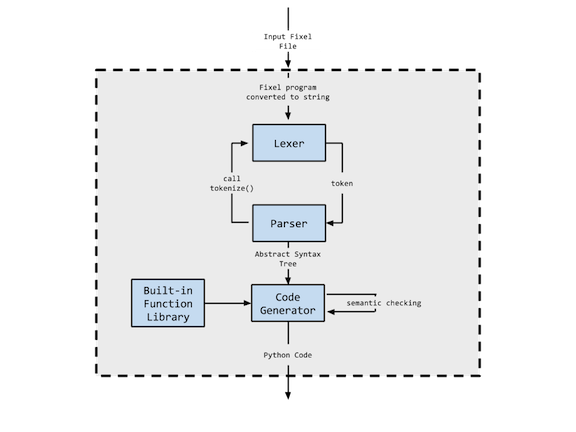 Input Fixel
File
Fixel program
converted to string
Lexer
call
tokenize()
token
Parser
Abstract Syntax
Tree
Built-in
Function
Library
Code
Generator
semantic checking
Python Code